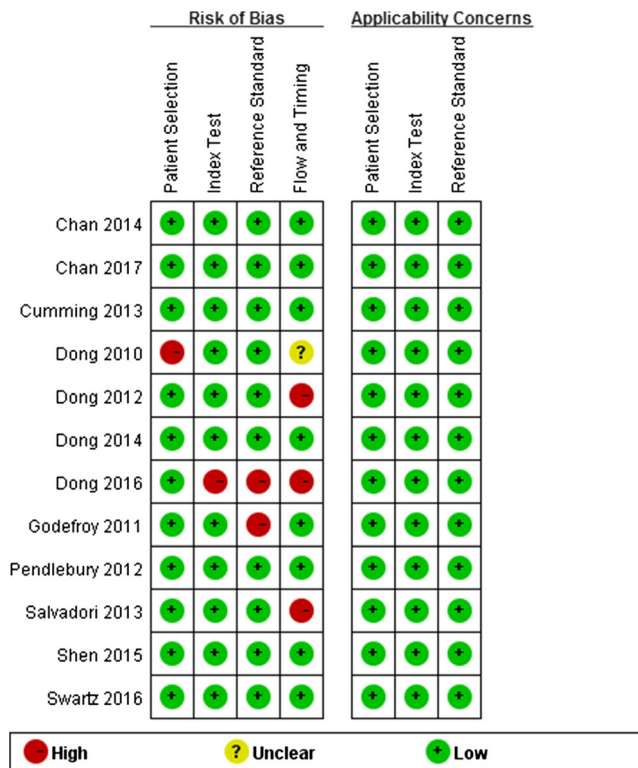 Risk of Bias Applicability Concerns
Patient Selection
Index Test
Reference Standard
Flow and Timing
Patient Selection
Index Test
Reference Standard
Chan 2014 + + + + + + +
Chan 2017 + + + + + + +
Cumming 2013 + + + + + + +
Dong 2010 - + + ? + + +
Dong 2012 + + + - + + +
Dong 2014 + + + + + + +
Dong 2016 + - - - + + +
Godefroy 2011 + + - + + + +
Pendlebury 2012 + + + + + + +
Salvadori 2013 + + + - + + +
Shen 2015 + + + + + + +
Swartz 2016 + + + + + + +
- High ? Unclear + Low